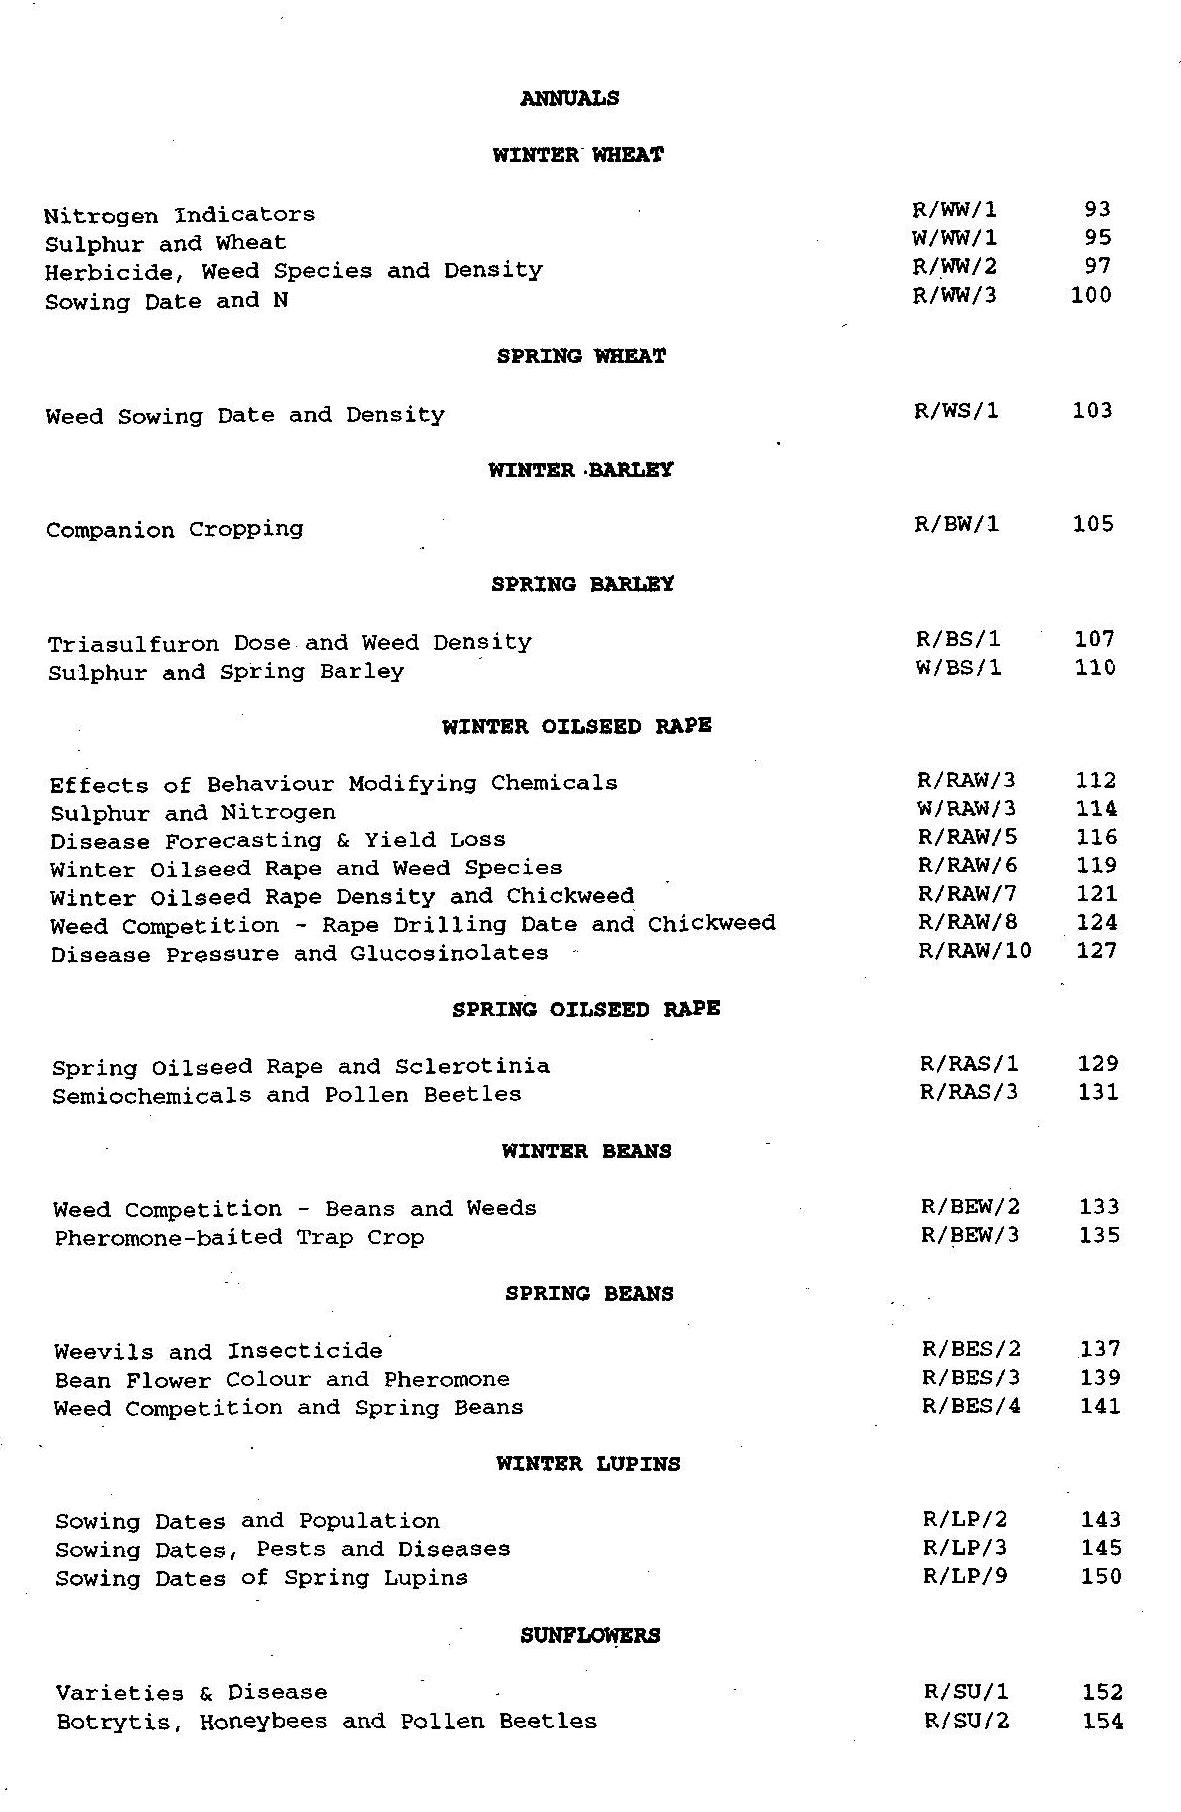 ANNUALS
WINTER WHEAT
Nitrogen Indicators R/WW/1 93
Sulphur and Wheat W/WW/1 95
Herbicide, Weed Species and Density R/WW/2 97
Sowing Date and N R/WW/3 100
SPRING WHEAT
Weed Sowing Date and Density R/WS/1 103
WINTER BARLEY
Companion Cropping R/BW/1 105
SPRING BARLEY
Triasulfuron Dose and Weed Density R/BS/1 107
Sulphur and Spring Barley W/BS/1 110
WINTER OILSEED RAPE
Effects of Behaviour Modifying Chemicals R/RAW/3 112
Sulphur and Nitrogen W/RAW/3 114
Disease Forecasting & Yield Loss R/RAW/5 116
Winter Oilseed Rape and Weed Species R/RAW/6 119
Winter Oilseed Rape Density and Chickweed R/RAW/7 121
Weed Competition - Rape Drilling Date and Chickweed R/RAW/8 124
Disease Pressure and Glucosinolates R/RAW/10 127
SPRING OILSEED RAPE
Spring Oilseed Rape and Sclerotinia R/RAS/1 129
Semiochemicals and Pollen Beetles R/RAS/3 131
WINTER BEANS
Weed Competition - Beans and Weeds R/BEW/2 133
Pheromone-baited Trap Crop R/BEW/3 135
SPRING BEANS
Weevils and Insecticide R/BES/2 137
Bean Flower Colour and Pheromone R/BES/3 139
Weed Competition and Spring Beans R/BES/4 141
WINTER LUPINS
Sowing Dates and Population R/LP/2 143
Sowing Dates, Pests and Diseases R/LP/3 145
Sowing Dates of Spring Lupins R/LP/9 150
SUNFLOWERS
Varieties & Disease R/SU/1 152
Botrytis, Honeybees and Pollen Beetles R/SU/2 154